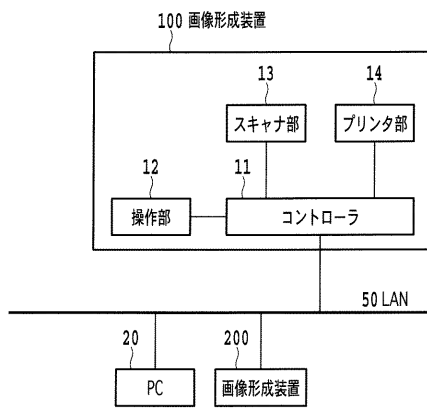 100 画像形成装置
13
14
スキャナ部
プリンタ部
12
11
操作部
コントローラ
50 LAN
20
200
PC
画像形成装置